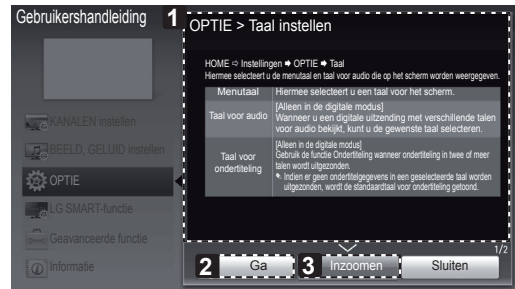 Gebruikershandleiding
1
OPTIE > Taal instellen
HOME ⇨ Instellingen ➡ OPTIE ➡ Taal
Hiermee selecteert u de menutaal en taal voor audio die op het scherm worden weergegeven.
Menutaal
Hiermee selecteert u een taal voor het scherm.
Taal voor audio
[Alleen in de digitale modus]
Wanneer u een digitale uitzending met verschillende talen
voor audio bekijkt, kunt u de gewenste taal selecteren.
Taal voor
ondertiteling
[Alleen in de digitale modus]
Gebruik de functie Ondertiteling wanneer ondertiteling in twee of meer
talen wordt uitgezonden.
Indien er geen ondertitelgegevens in een geselecteerde taal worden
uitgezonden, wordt de standaardtaal voor ondertiteling getoond.
KANALEN instellen
BEELD, GELUID instellen
OPTIE
LG SMART-functie
Geavanceerde functie
Informatie
1/2
2
Ga
3
Inzoomen
Sluiten